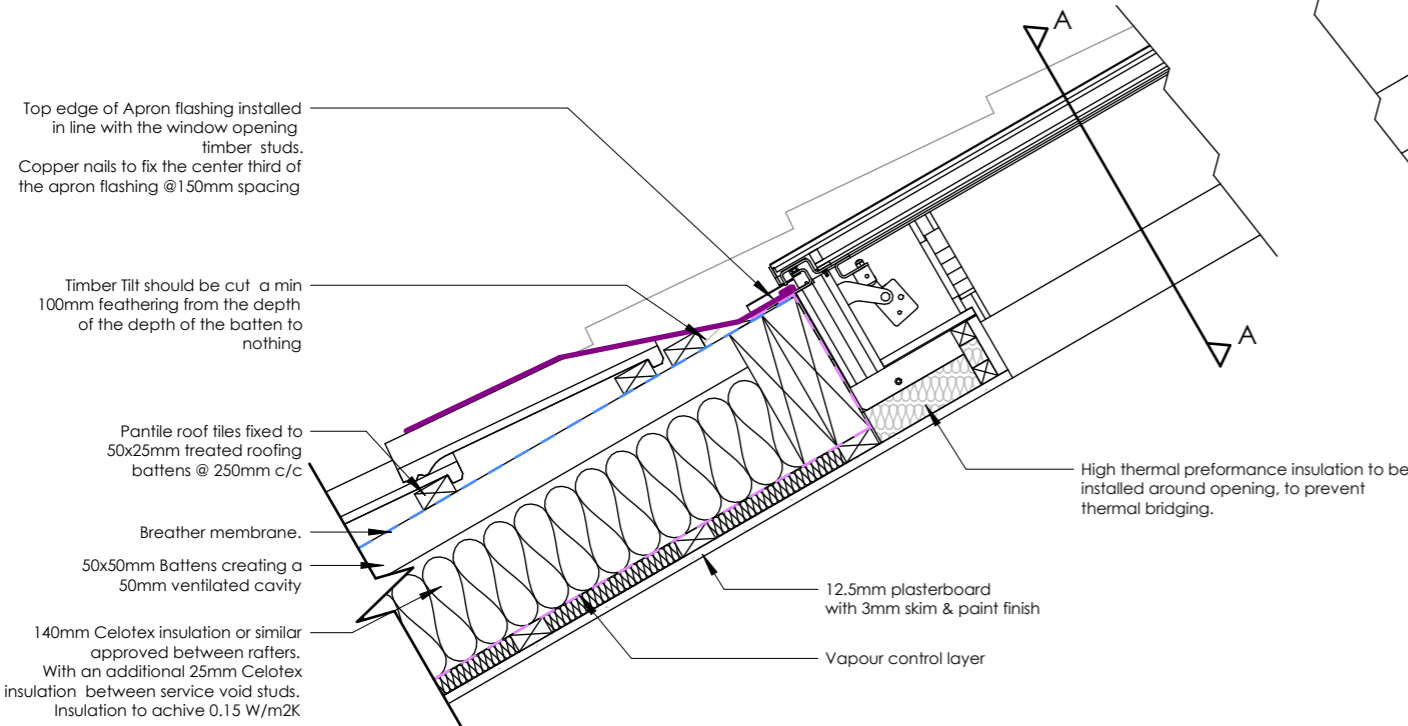 A
Top edge of Apron flashing installed
in line with the window opening
timber studs.
Copper nails to fix the center third of
the apron flashing @150mm spacing
Timber Tilt should be cut a min
100mm feathering from the depth
of the depth of the batten to
nothing
A
Pantile roof tiles fixed to
50x25mm treated roofing
battens @ 250mm c/c
High thermal preformance insulation to be
installed around opening, to prevent
thermal bridging.
Breather membrane.
50x50mm Battens creating a
50mm ventilated cavity
12.5mm plasterboard
with 3mm skim & paint finish
140mm Celotex insulation or similar
approved between rafters.
With an additional 25mm Celotex
insulation between service void studs.
Insulation to achive 0.15 W/m2K
Vapour control layer